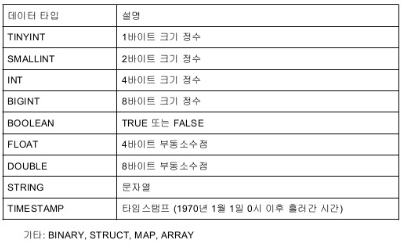 데이터 타입 설명
TINYINT 1바이트 크기 정수
SMALLINT 2바이트 크기 정수
INT 4바이트 크기 정수
BIGINT 8바이트 크기 정수
BOOLEAN TRUE 또는 FALSE
FLOAT 4바이트 부동소수점
DOUBLE 8바이트 부동소수점
STRING 문자열
TIMESTAMP 타임스탬프 (1970년 1월 1일 0시 이후 흘러간 시간)
기타: BINARY, STRUCT, MAP, ARRAY